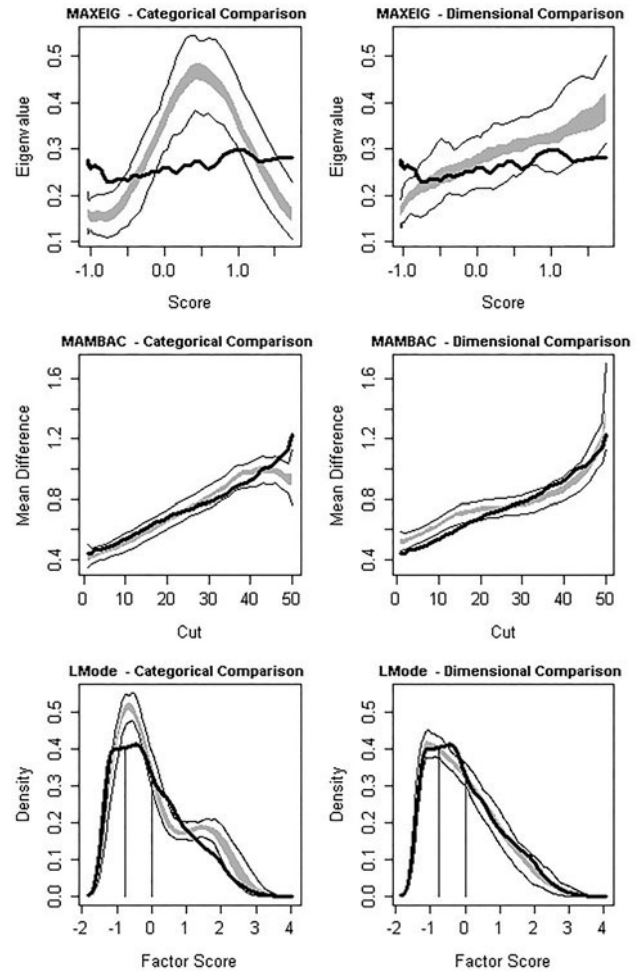 MAXEIG - Categorical Comparison
Eigenvalue
0.5
0.4
0.3
0.2
0.1
-1.0 0.0 1.0
Score
MAXEIG - Dimensional Comparison
Eigenvalue
0.5
0.4
0.3
0.2
0.1
-1.0 0.0 1.0
Score
MAMBAC - Categorical Comparison
Mean Difference
1.6
1.2
0.8
0.4
0 10 20 30 40 50
Cut
MAMBAC - Dimensional Comparison
Mean Difference
1.6
1.2
0.8
0.4
0 10 20 30 40 50
Cut
LMode - Categorical Comparison
Density
0.5
0.4
0.3
0.2
0.1
0.0
-2 -1 0 1 2 3 4
Factor Score
LMode - Dimensional Comparison
Density
0.5
0.4
0.3
0.2
0.1
0.0
-2 -1 0 1 2 3 4
Factor Score